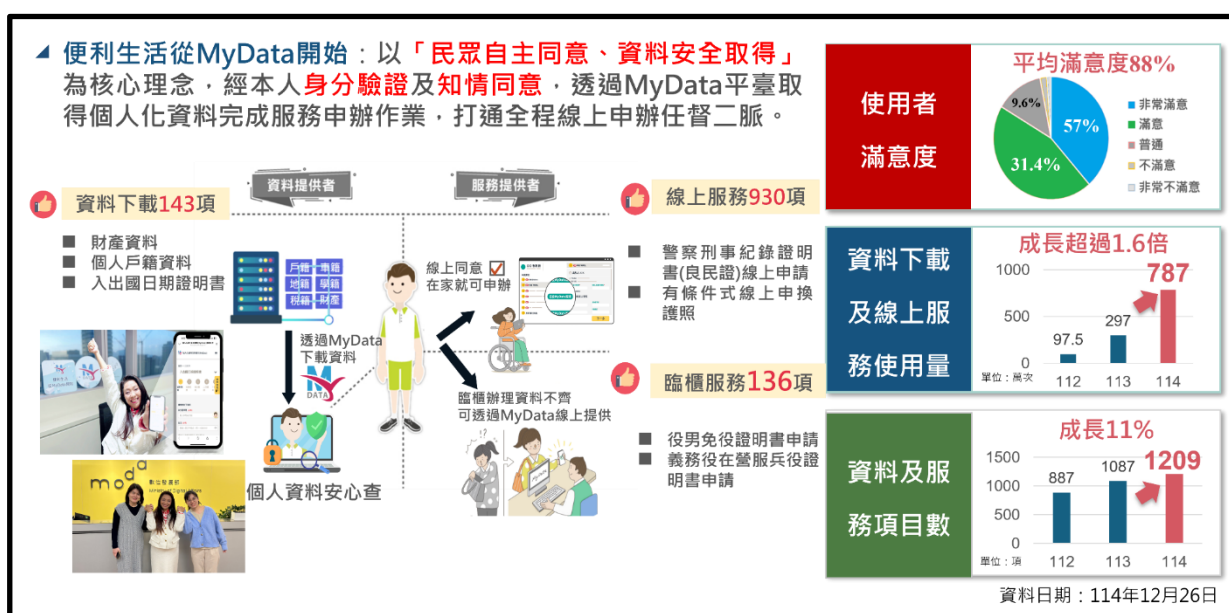 便利生活從MyData開始：以「民眾自主同意、資料安全取得」
為核心理念，經本人身分驗證及知情同意，透過MyData平臺取
得個人化資料完成服務申辦作業，打通全程線上申辦任督二脈。
資料提供者
服務提供者
資料下載143項
財產資料
個人戶籍資料
入出國日期證明書
戶籍
車籍
地籍
學籍
稅籍
財產
透過MyData
下載資料
MY
DATA
個人資料安心查
線上同意
在家就可申辦
臨櫃辦理資料不齊
可透過MyData線上提供
線上服務930項
警察刑事紀錄證明
書(良民證)線上申請
有條件式線上申換
護照
臨櫃服務136項
役男免役證明書申請
義務役在營服兵役證
明書申請
moda
數位發展部
使用者
滿意度
平均滿意度88%
9.6%
57%
31.4%
非常滿意
滿意
普通
不滿意
非常不滿意
資料下載
及線上服
務使用量
成長超過1.6倍
1000
500
0
97.5
297
787
單位：萬次
112
113
114
資料及服
務項目數
成長11%
1500
1000
500
0
887
1087
1209
單位：項
112
113
114
資料日期：114年12月26日